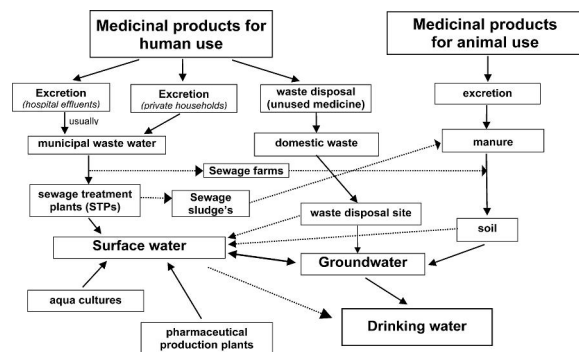 Medicinal products for
human use
Medicinal products
for animal use
Excretion
(hospital effluents)
Excretion
(private households)
waste disposal
(unused medicine)
excretion
usually
municipal waste water
domestic waste
manure
Sewage farms
sewage treatment
plants (STPs)
Sewage
sludge's
waste disposal site
soil
Surface water
Groundwater
aqua cultures
Drinking water
pharmaceutical
production plants